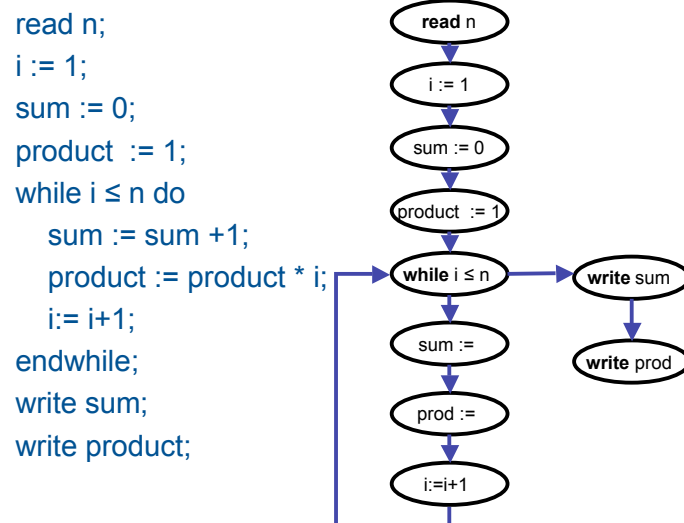 read n;
i := 1;
sum := 0;
product := 1;
while i ≤ n do
sum := sum +1;
product := product * i;
i:= i+1;
endwhile;
write sum;
write product;
read n
i := 1
sum := 0
product := 1
while i ≤ n
write sum
sum :=
write prod
prod :=
i:=i+1